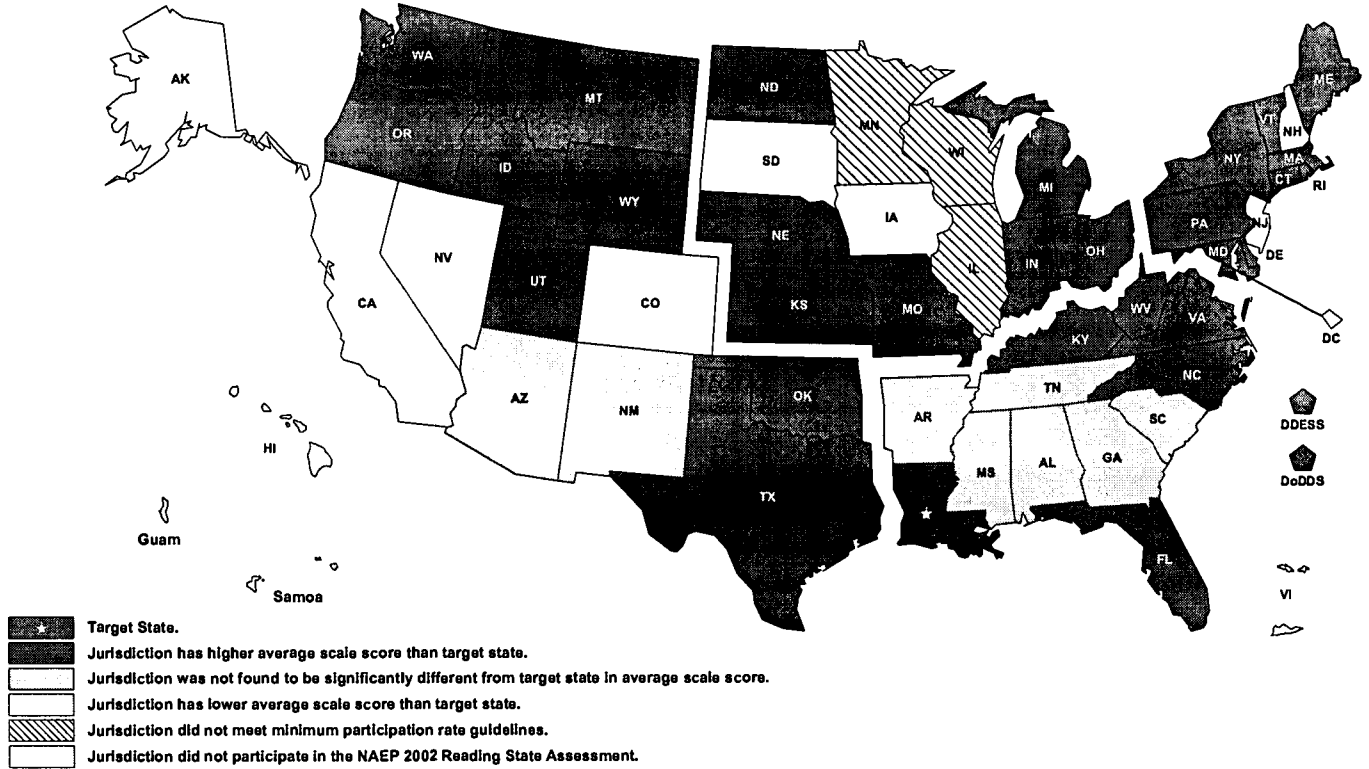 AK
WA
MT
OR
ID
WY
NV
CA
UT
CO
AZ
NM
HI
Guam
Samoa
ND
SD
NE
KS
MN
IA
MO
WI
IL
MI
IN
OH
OK
TX
AR
ME
VT
NH
NY
MA
CT
RI
PA
NJ
MD
DE
DC
WV
VA
KY
NC
TN
SC
MS
AL
GA
FL
DDESS
DoDDS
VI
Target State.
Jurisdiction has higher average scale score than target state.
Jurisdiction was not found to be significantly different from target state in average scale score.
Jurisdiction has lower average scale score than target state.
Jurisdiction did not meet minimum participation rate guidelines.
Jurisdiction did not participate in the NAEP 2002 Reading State Assessment.